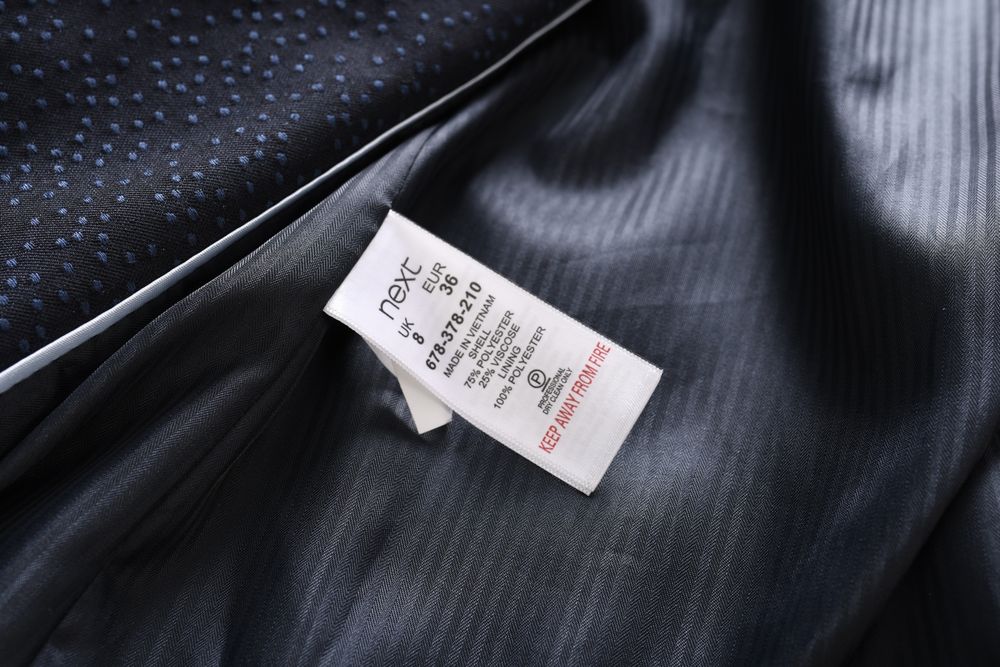 next
UK EUR
8 36
678-378-210
MADE IN VIETNAM
SHELL
75% POLYESTER
25% VISCOSE
LINING
100% POLYESTER
P
PROFESSIONAL
DRY CLEAN ONLY
KEEP AWAY FROM FIRE